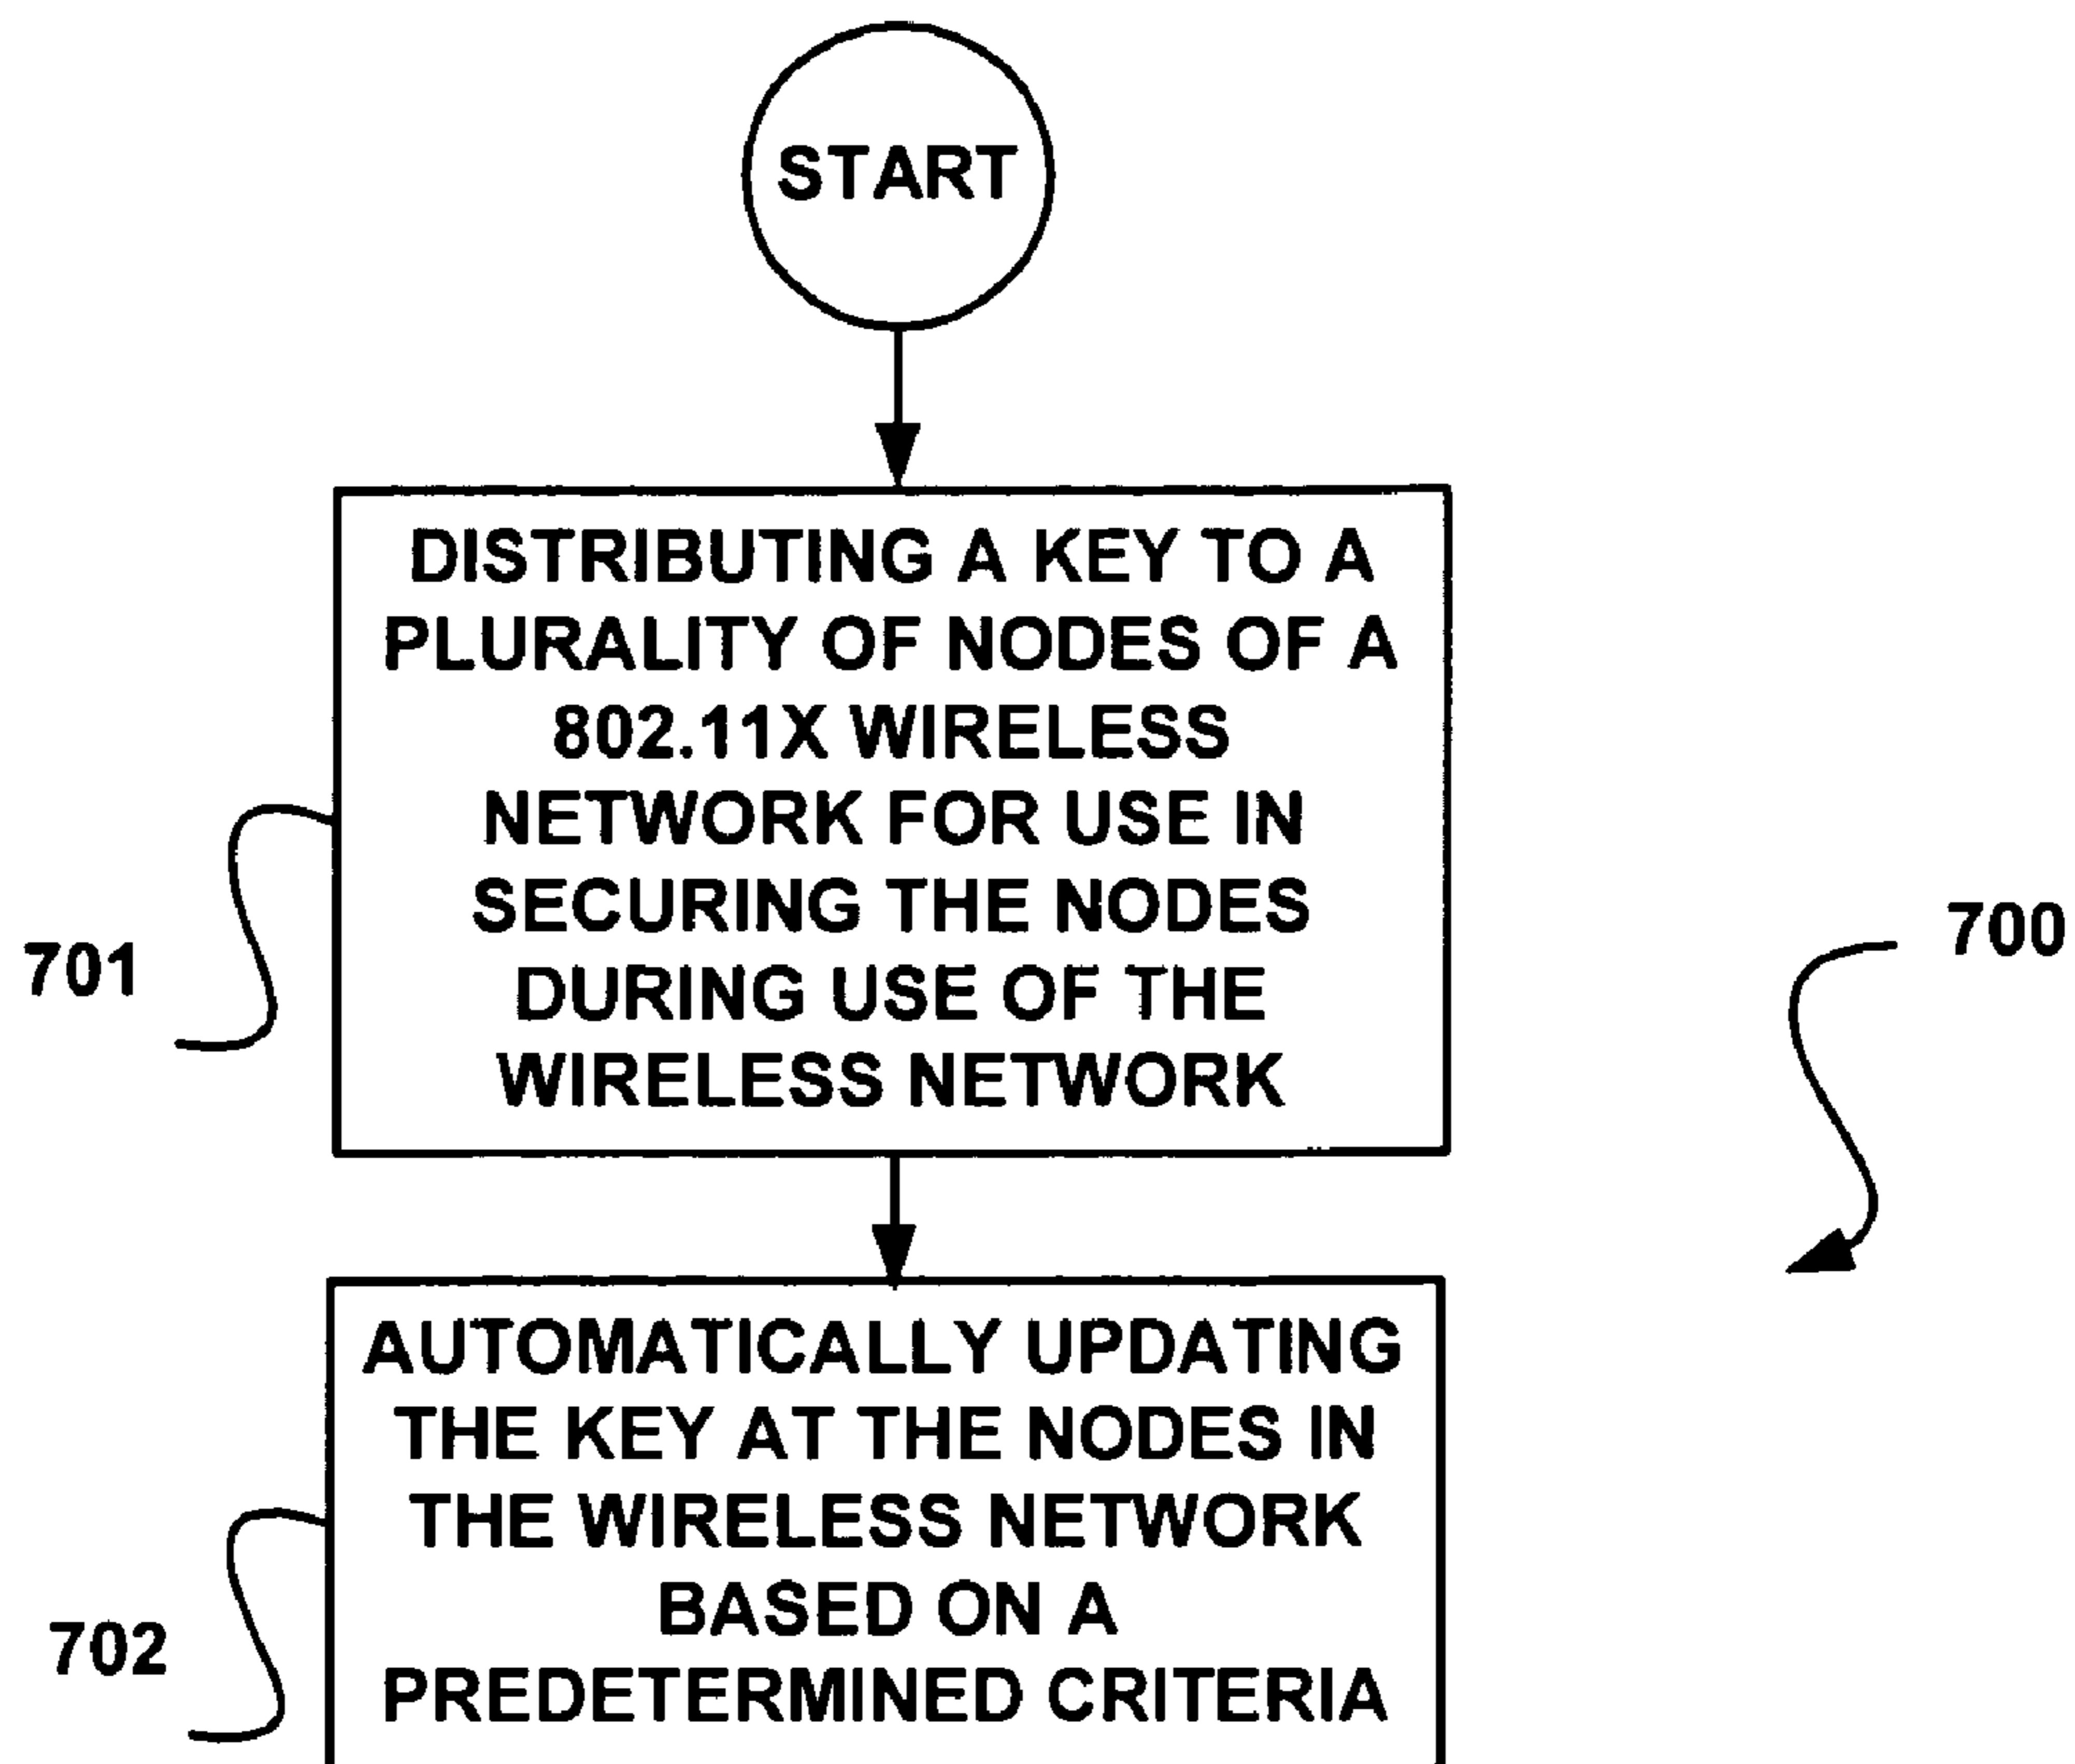 START
DISTRIBUTING A KEY TO A
PLURALITY OF NODES OF A
802.11X WIRELESS
NETWORK FOR USE IN
SECURING THE NODES
DURING USE OF THE
WIRELESS NETWORK
701
700
AUTOMATICALLY UPDATING
THE KEY AT THE NODES IN
THE WIRELESS NETWORK
BASED ON A
PREDETERMINED CRITERIA
702